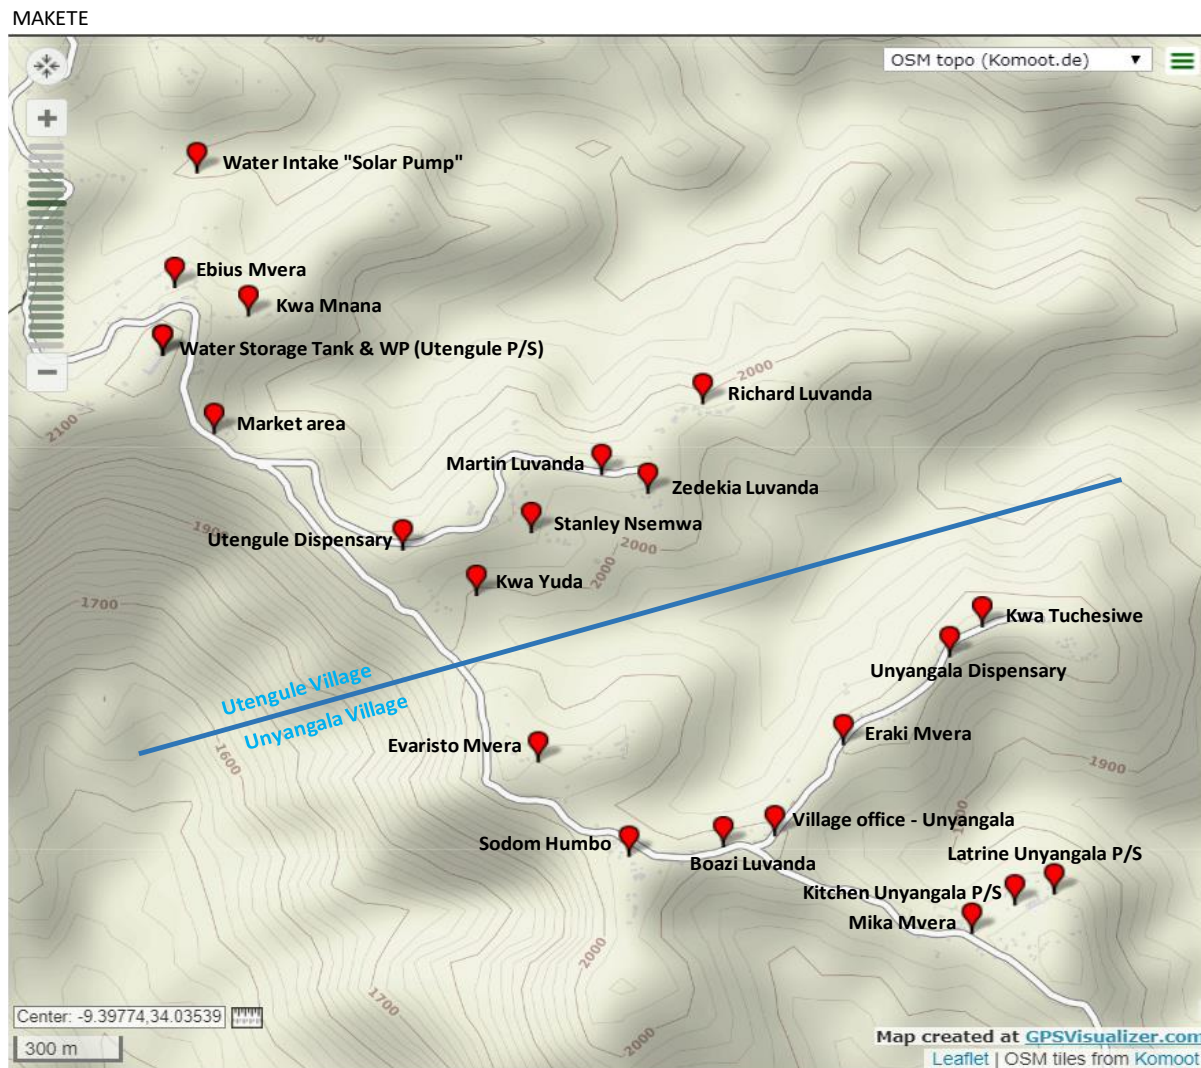 MAKETE
OSM topo (Komoot.de)
Water Intake "Solar Pump"
Ebius Mvera
Kwa Mnana
Water Storage Tank & WP (Utengule P/S)
2000
Richard Luvanda
Market area
2100
Martin Luvanda
Zedekia Luvanda
Stanley Nsemwa
Utengule Dispensary
2000
2000
Kwa Yuda
1700
Kwa Tuchesiwe
Unyangala Dispensary
Utengule Village
Unyangala Village
Evaristo Mvera
Eraki Mvera
1600
1900
Village office - Unyangala
Sodom Humbo
Boazi Luvanda
Latrine Unyangala P/S
Kitchen Unyangala P/S
Mika Mvera
2000
1700
2000
Center: -9.39774,34.03539
300 m
Map created at GPSVisualizer.com
Leaflet | OSM tiles from Komoot